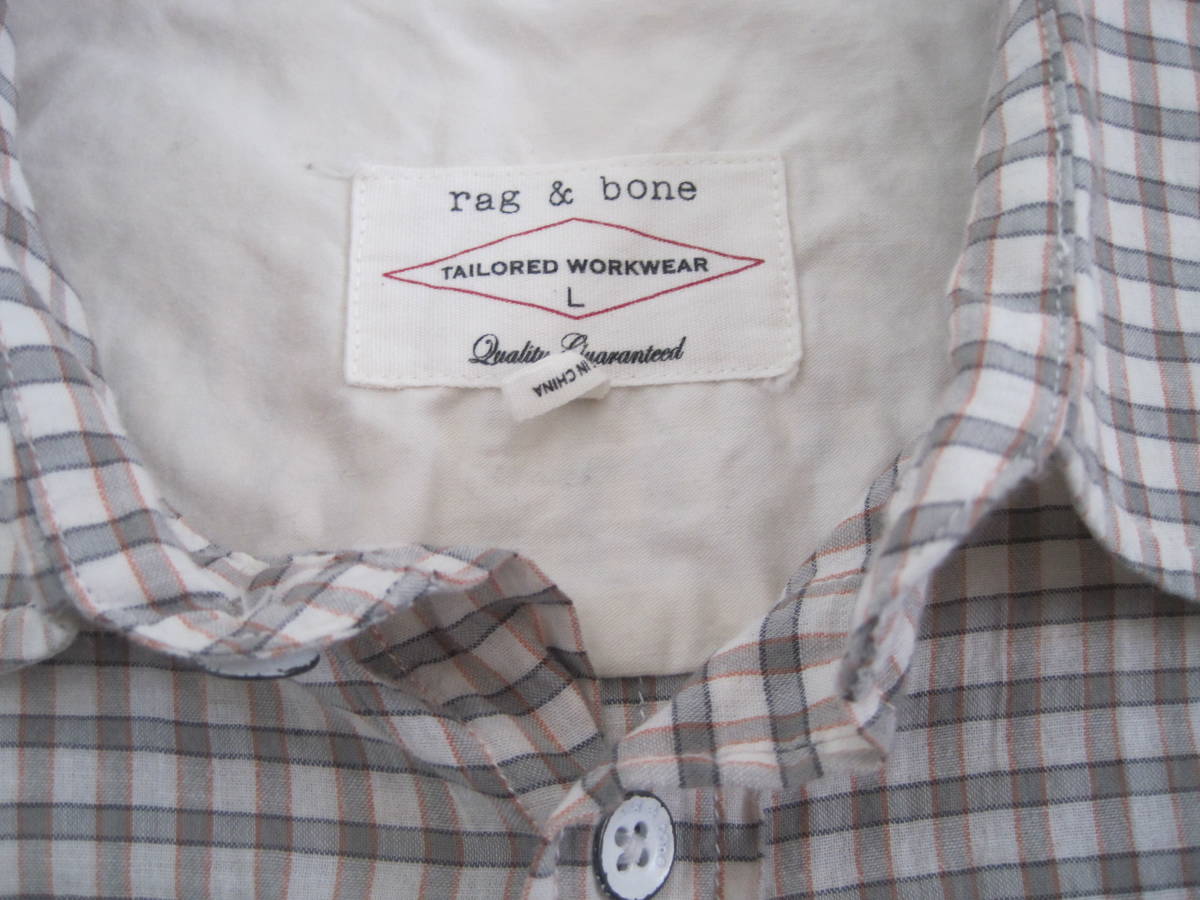 rag & bone
TAILORED WORKWEAR
L
Quality Guaranteed
IN CHINA